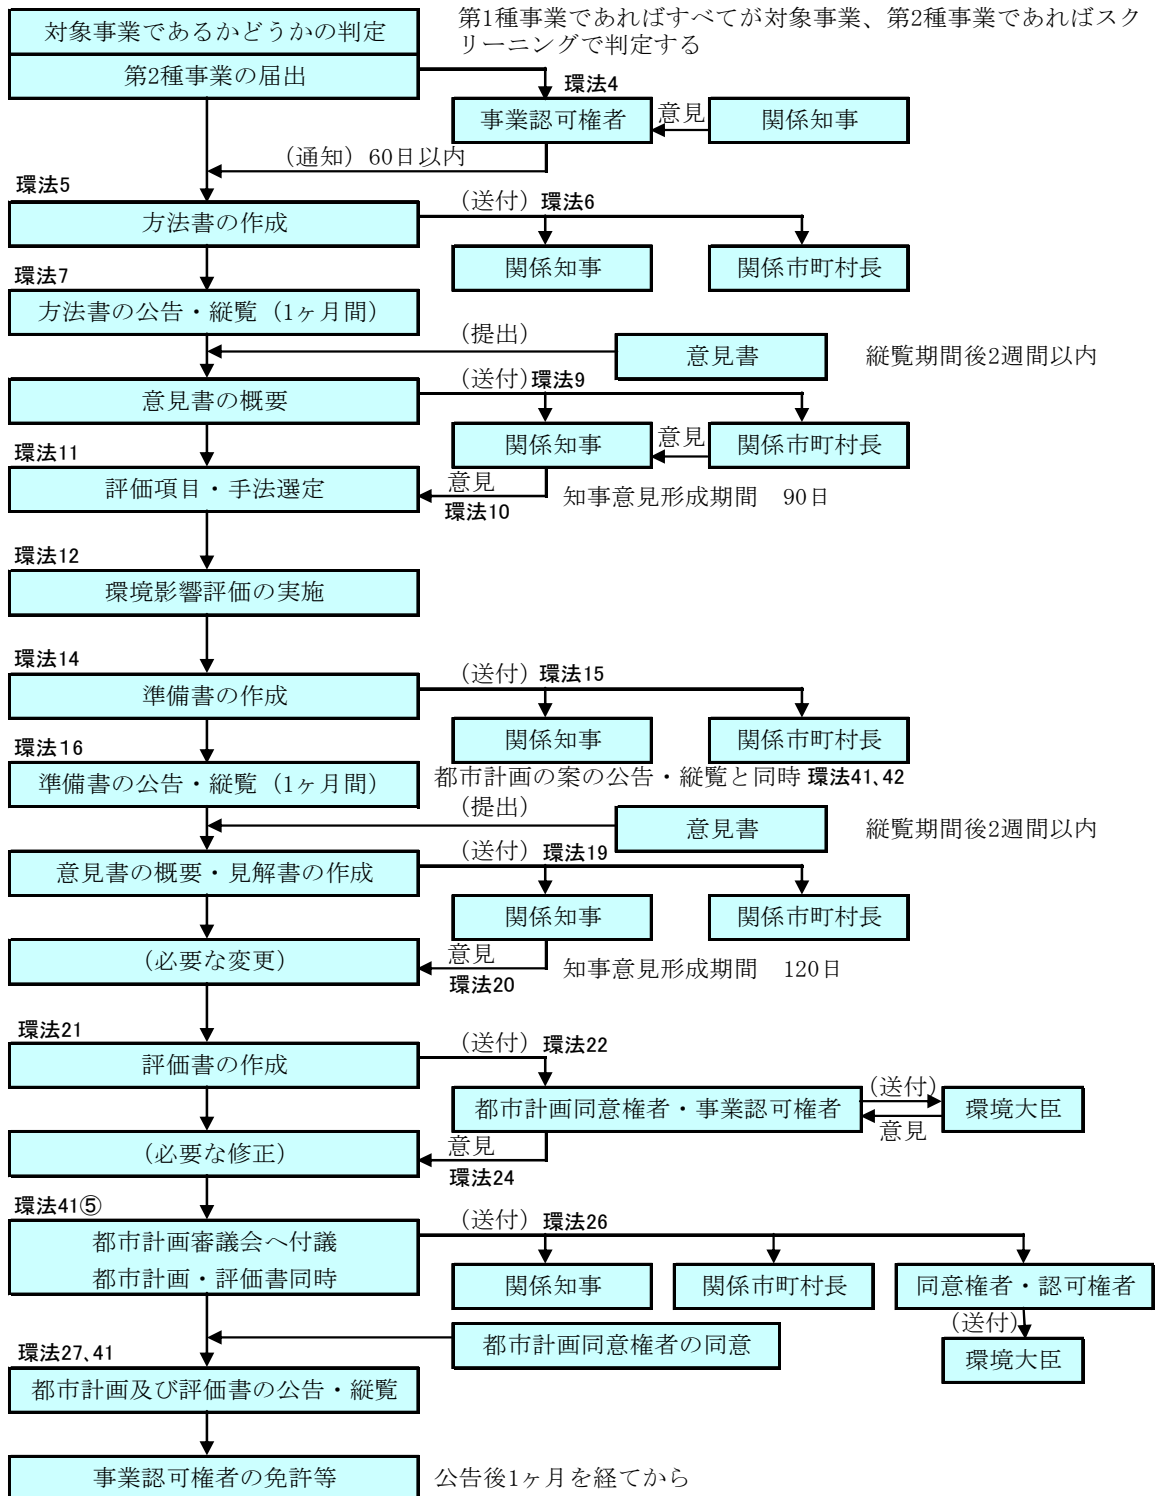 対象事業であるかどうかの判定
第1種事業であればすべてが対象事業、第2種事業であればスク
リーニングで判定する
第2種事業の届出
環法4
事業認可権者
意見
関係知事
(通知) 60日以内
環法5
方法書の作成
(送付) 環法6
関係知事
関係市町村長
環法7
方法書の公告・縦覧 (1ヶ月間)
(提出)
意見書
縦覧期間後2週間以内
意見書の概要
(送付)環法9
関係知事
意見
関係市町村長
環法11
評価項目・手法選定
意見
環法10
知事意見形成期間 90日
環法12
環境影響評価の実施
環法14
準備書の作成
(送付) 環法15
関係知事
関係市町村長
環法16
準備書の公告・縦覧 (1ヶ月間)
都市計画の案の公告・縦覧と同時 環法41､42
(提出)
意見書
縦覧期間後2週間以内
意見書の概要・見解書の作成
(送付) 環法19
関係知事
関係市町村長
(必要な変更)
意見
環法20
知事意見形成期間 120日
環法21
評価書の作成
(送付) 環法22
都市計画同意権者・事業認可権者
(送付)
意見
環境大臣
(必要な修正)
意見
環法24
環法41⑤
都市計画審議会へ付議
都市計画・評価書同時
(送付) 環法26
関係知事
関係市町村長
同意権者・認可権者
(送付)
環境大臣
都市計画同意権者の同意
環法27､41
都市計画及び評価書の公告・縦覧
事業認可権者の免許等
公告後1ヶ月を経てから